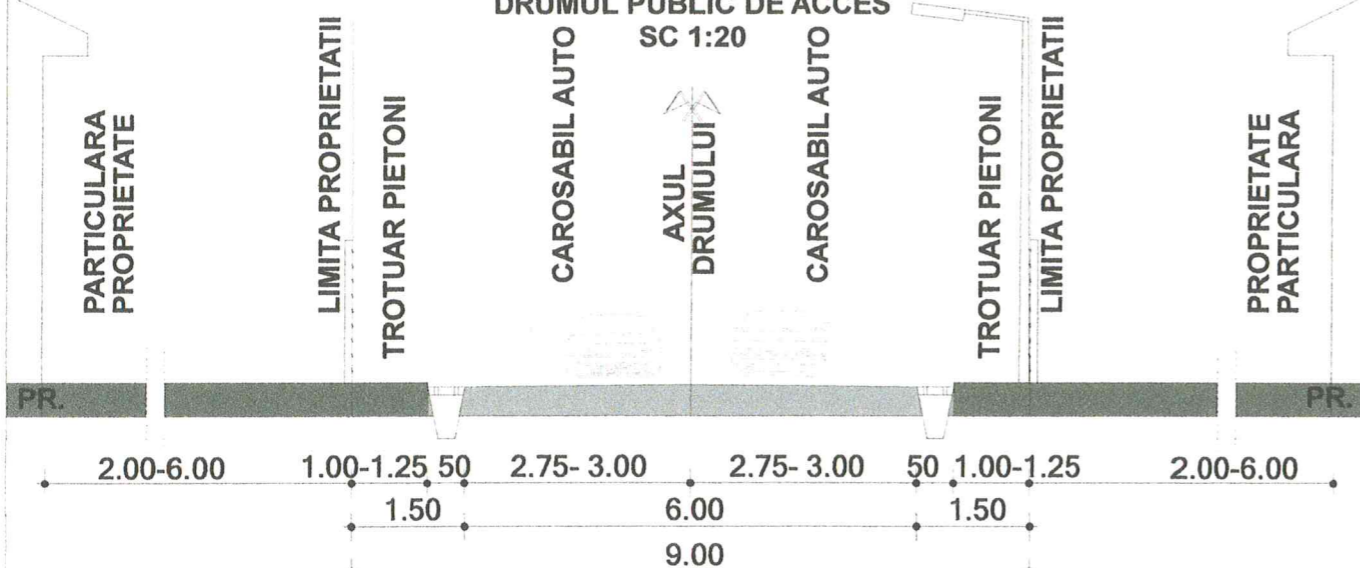 DRUMUL PUBLIC DE ACCES
SC 1:20
PARTICULARA
PROPRIETATE
LIMITA PROPRIETATII
TROTUAR PIETONI
CAROSABIL AUTO
AXUL
DRUMULUI
CAROSABIL AUTO
TROTUAR PIETONI
LIMITA PROPRIETATII
PROPRIETATE
PARTICULARA
PR.
PR.
2.00-6.00 1.00-1.25 50 2.75- 3.00 2.75- 3.00 50 1.00-1.25 2.00-6.00
1.50 6.00 1.50
9.00